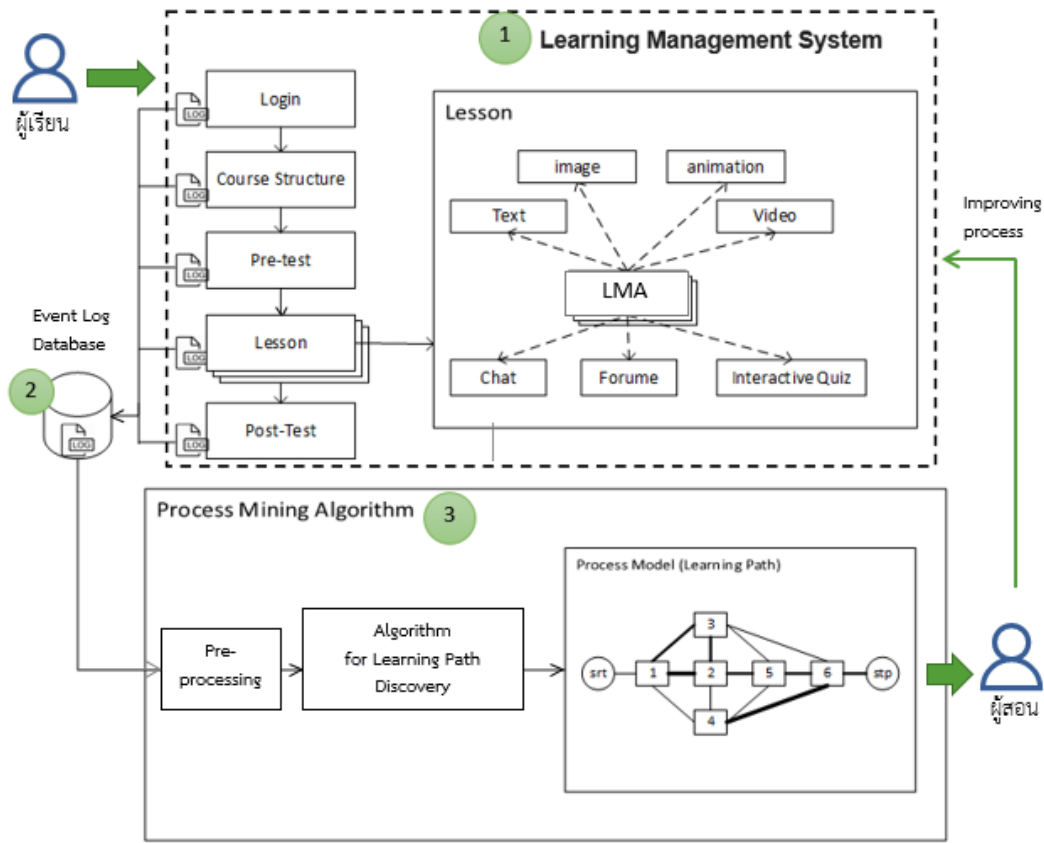 1
Learning Management System
ผู้เรียน
LOG
Login
LOG
Course Structure
LOG
Pre-test
LOG
Lesson
LOG
Post-Test
Lesson
image
animation
Text
Video
LMA
Chat
Forume
Interactive Quiz
Improving
process
Event Log
Database
2
LOG
Process Mining Algorithm
3
Pre-
processing
Algorithm
for Learning Path
Discovery
Process Model (Learning Path)
3
srt
1
2
5
6
stp
4
ผู้สอน